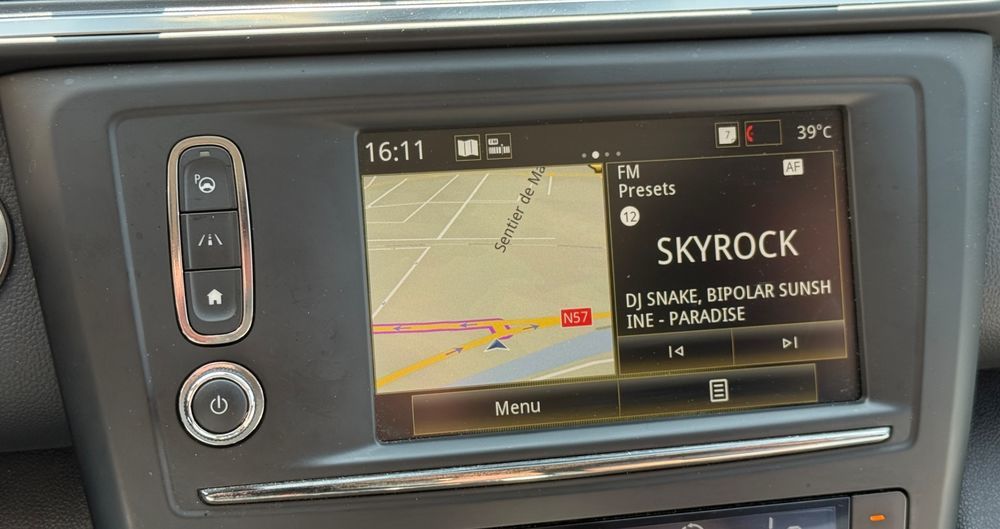 16:11
7
39°C
P
FM
Presets
AF
12
SKYROCK
DJ SNAKE, BIPOLAR SUNSH
INE - PARADISE
Sentier de Ma
N57
Menu